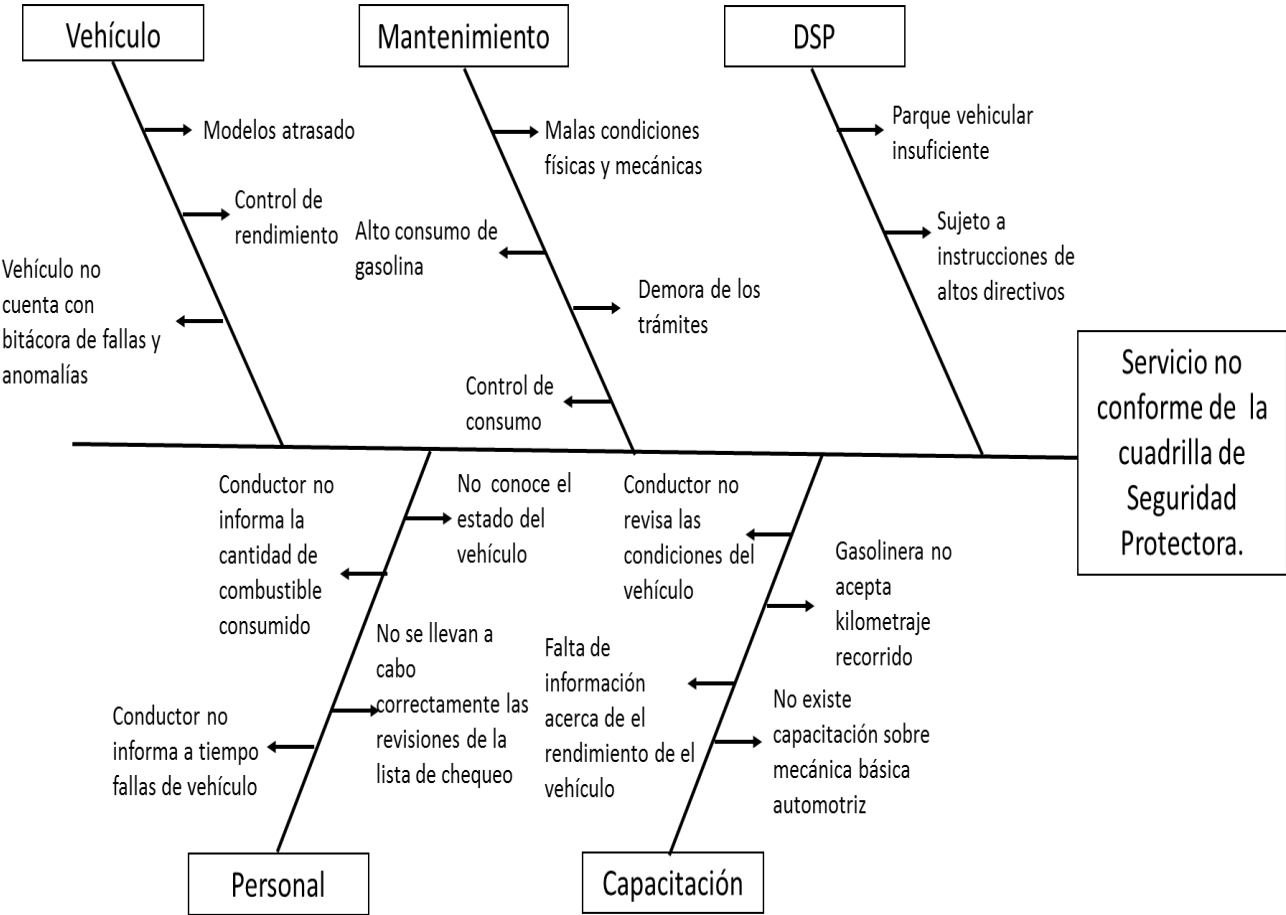 Vehículo
Mantenimiento
DSP
Modelos atrasado
Control de
rendimiento
Vehículo no
cuenta con
bitácora de fallas y
anomalías
Malas condiciones
físicas y mecánicas
Alto consumo de
gasolina
Demora de los
trámites
Control de
consumo
Parque vehicular
insuficiente
Sujeto a
instrucciones de
altos directivos
Servicio no
conforme de la
cuadrilla de
Seguridad
Protectora.
Conductor no
informa la
cantidad de
combustible
consumido
No conoce el
estado del
vehículo
No se llevan a
cabo
correctamente las
revisiones de la
lista de chequeo
Conductor no
informa a tiempo
fallas de vehículo
Conductor no
revisa las
condiciones del
vehículo
Gasolinera no
acepta
kilometraje
recorrido
Falta de
información
acerca de el
rendimiento de el
vehículo
No existe
capacitación sobre
mecánica básica
automotriz
Personal
Capacitación